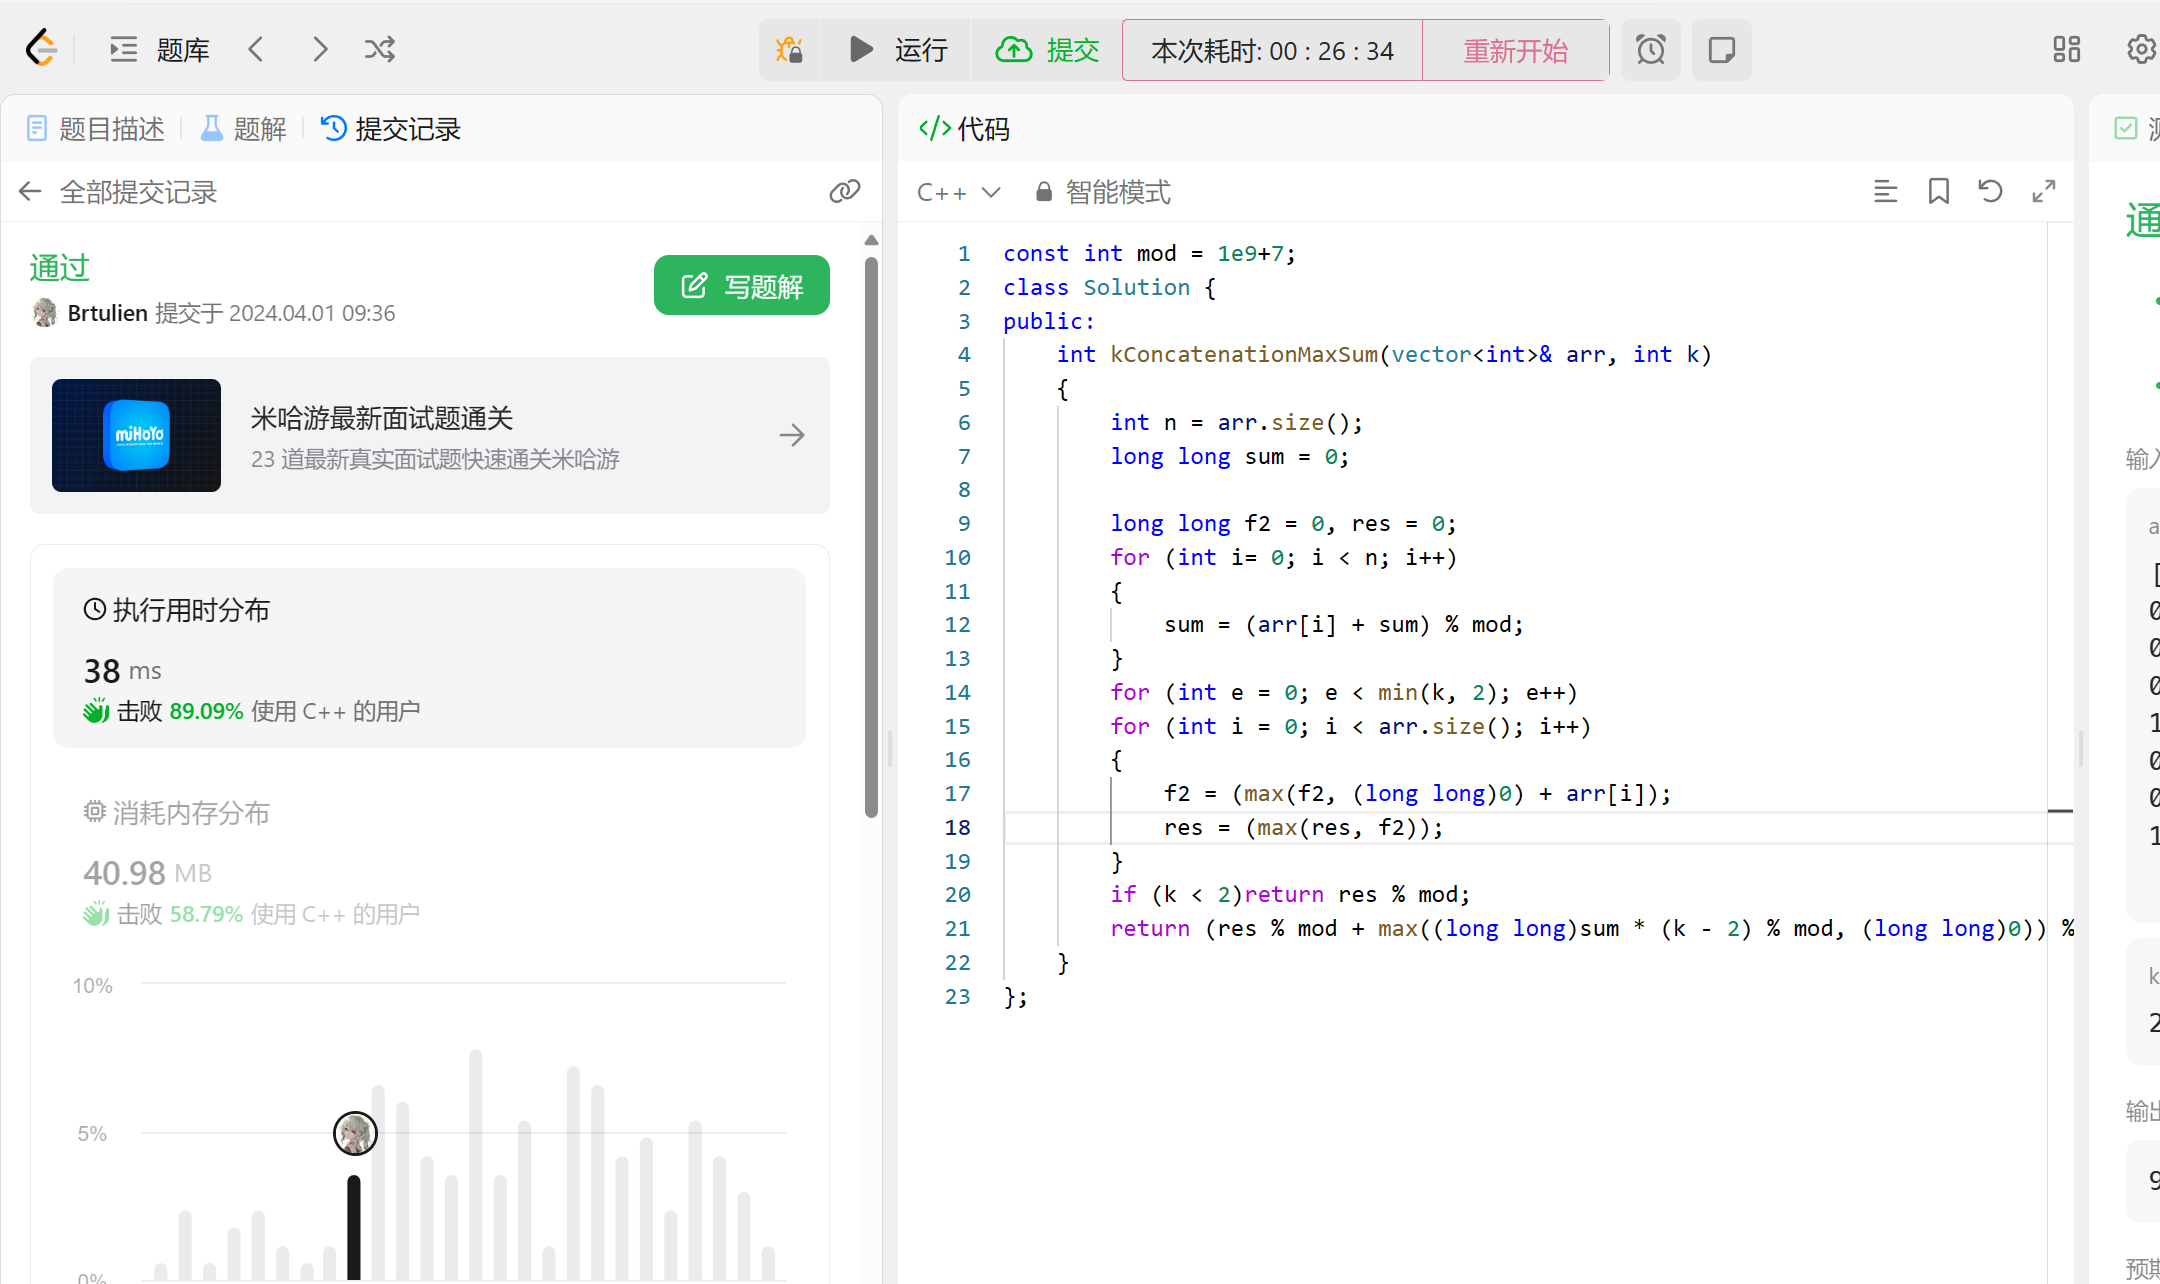 题库
运行
提交
本次耗时: 00 : 26 : 34
重新开始
题目描述
题解
提交记录
全部提交记录
通过
Brtulien 提交于 2024.04.01 09:36
写题解
miHoYo
米哈游最新面试题通关
23 道最新真实面试题快速通关米哈游
执行用时分布
38 ms
击败 89.09% 使用 C++ 的用户
消耗内存分布
40.98 MB
击败 58.79% 使用 C++ 的用户
10%
5%
0%
代码
C++
智能模式
1 const int mod = 1e9+7;
2 class Solution {
3 public:
4 int kConcatenationMaxSum(vector<int>& arr, int k)
5 {
6 int n = arr.size();
7 long long sum = 0;
8
9 long long f2 = 0, res = 0;
10 for (int i= 0; i < n; i++)
11 {
12 sum = (arr[i] + sum) % mod;
13 }
14 for (int e = 0; e < min(k, 2); e++)
15 for (int i = 0; i < arr.size(); i++)
16 {
17 f2 = (max(f2, (long long)0) + arr[i]);
18 res = (max(res, f2));
19 }
20 if (k < 2)return res % mod;
21 return (res % mod + max((long long)sum * (k - 2) % mod, (long long)0)) %
22 }
23 };
通
输入
a
[
0
0
0
1
0
0
1
k
2
输出
9
预期